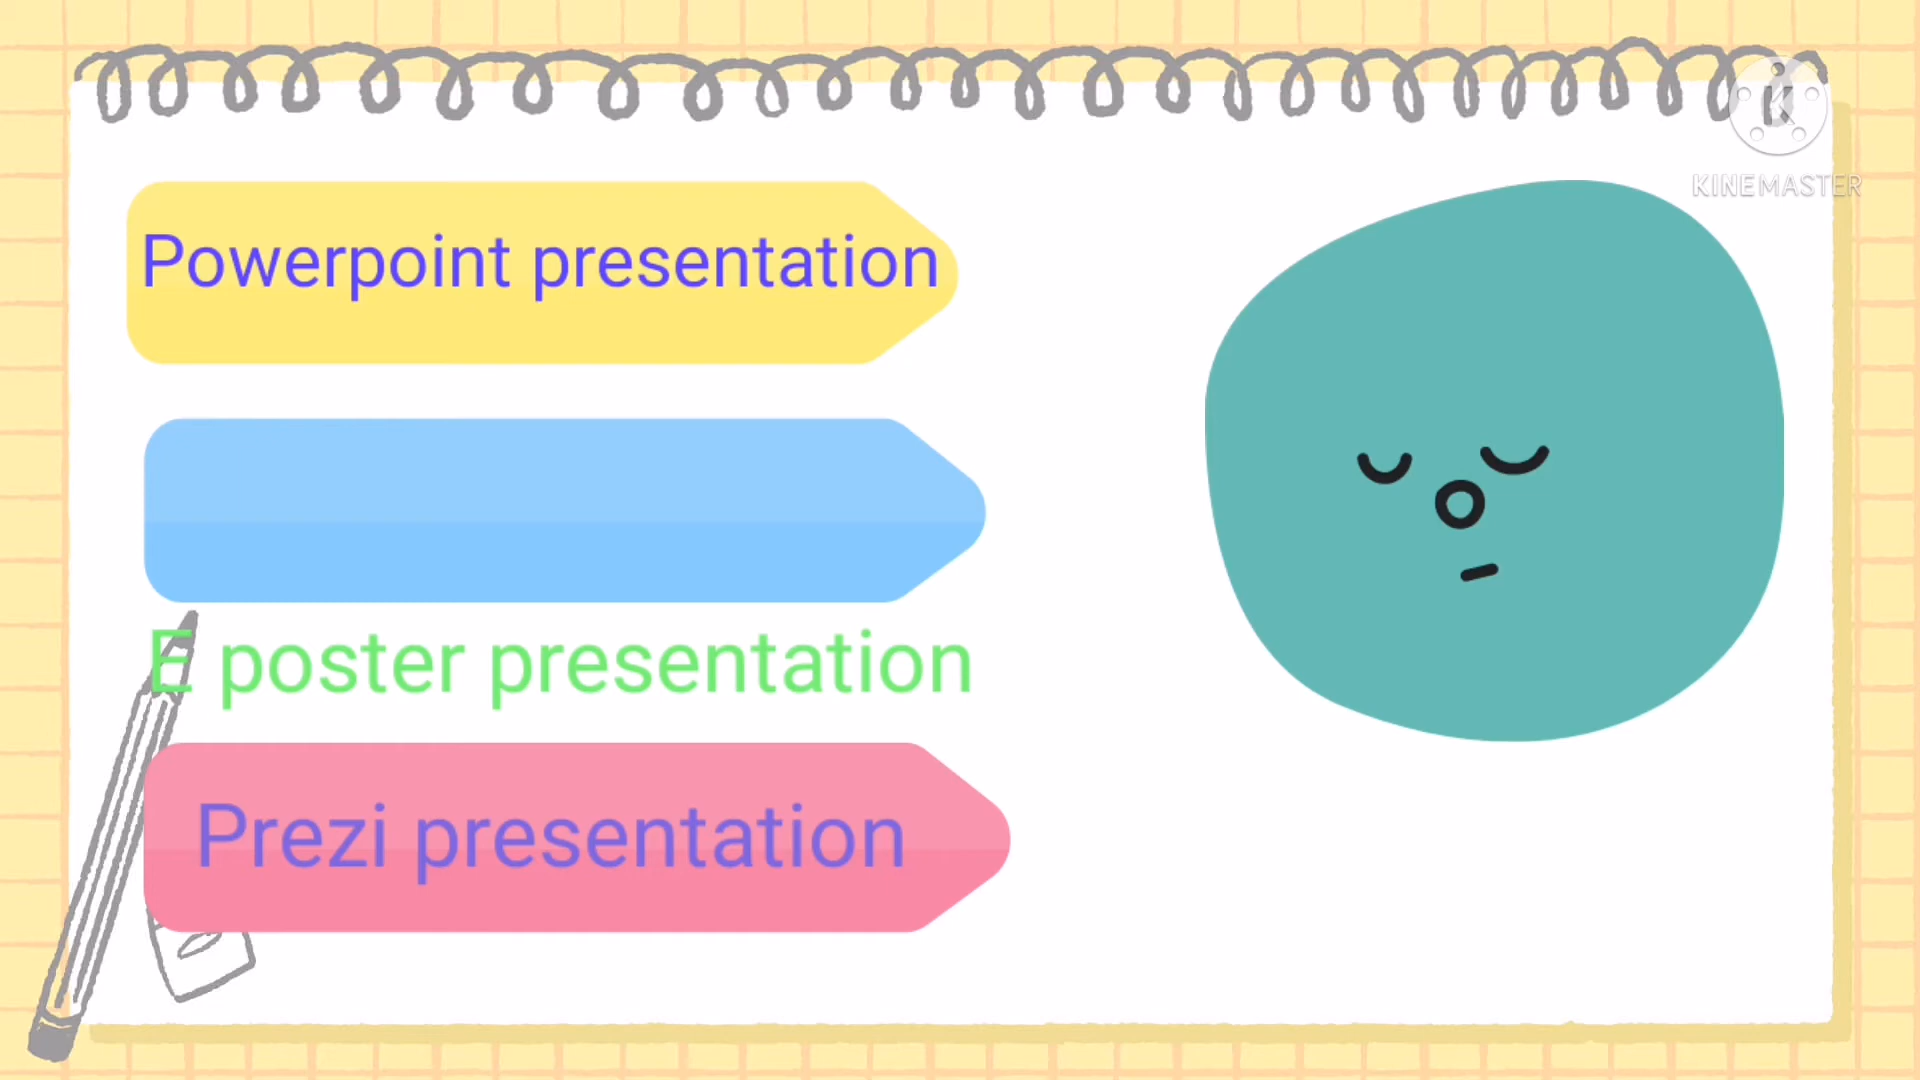 Powerpoint presentation
E poster presentation
Prezi presentation
K
KINEMASTER